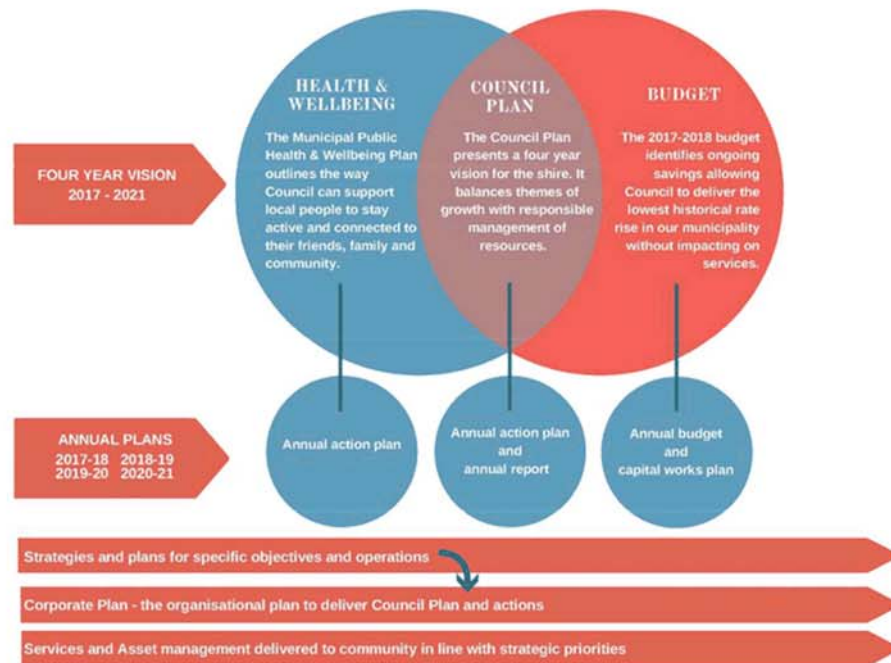 HEALTH &
WELLBEING
The Municipal Public
Health & Wellbeing Plan
outlines the way
Council can support
local people to stay
active and connected to
their friends, family and
community.
COUNCIL
PLAN
The Council Plan
presents a four year
vision for the shire. It
balances themes of
growth with responsible
management of
resources.
BUDGET
The 2017-2018 budget
identifies ongoing
savings allowing
Council to deliver the
lowest historical rate
rise in our municipality
without impacting on
services.
FOUR YEAR VISION
2017 - 2021
ANNUAL PLANS
2017-18 2018-19
2019-20 2020-21
Annual action plan
Annual action plan
and
annual report
Annual budget
and
capital works plan
Strategies and plans for specific objectives and operations
Corporate Plan - the organisational plan to deliver Council Plan and actions
Services and Asset management delivered to community in line with strategic priorities